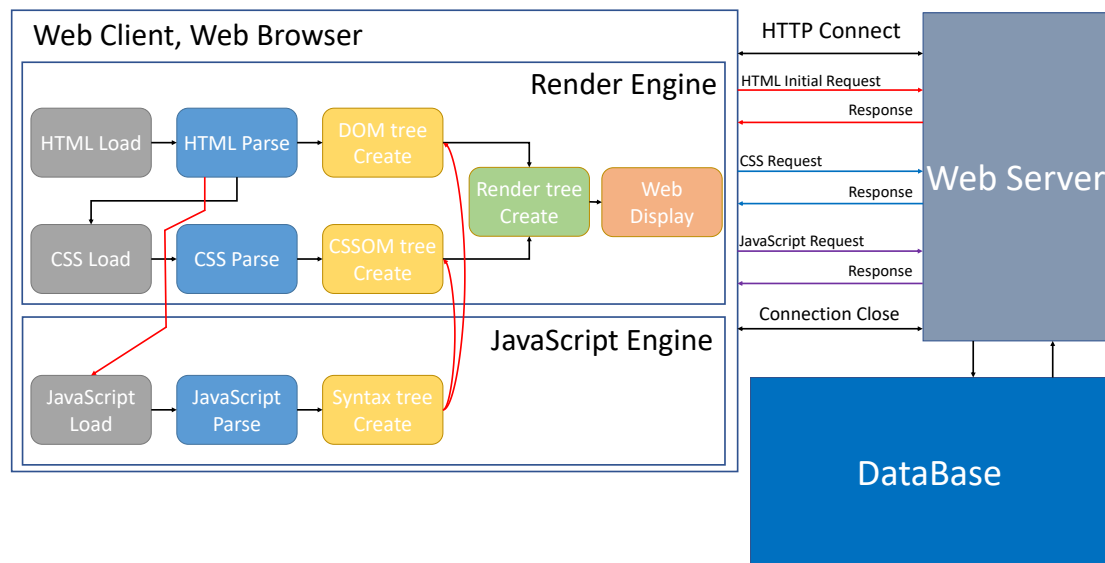 Web Client, Web Browser
Render Engine
HTML Load
HTML Parse
DOM tree
Create
Render tree
Create
Web
Display
CSS Load
CSS Parse
CSSOM tree
Create
JavaScript Engine
JavaScript
Load
JavaScript
Parse
Syntax tree
Create
HTTP Connect
HTML Initial Request
Response
CSS Request
Response
JavaScript Request
Response
Connection Close
Web Server
DataBase